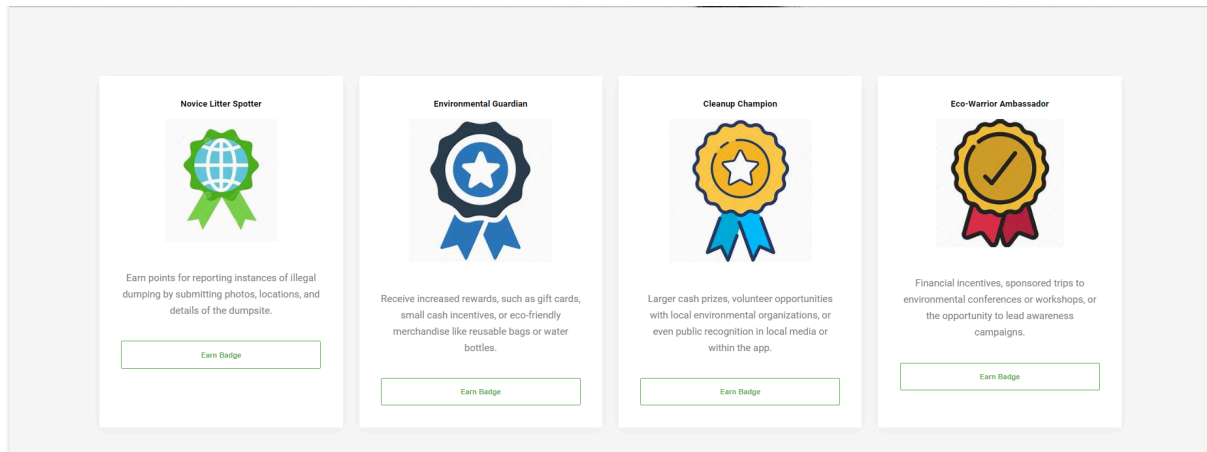 Novice Litter Spotter
Earn points for reporting instances of illegal
dumping by submitting photos, locations, and
details of the dumpsite.
Earn Badge
Environmental Guardian
Receive increased rewards, such as gift cards,
small cash incentives, or eco-friendly
merchandise like reusable bags or water
bottles.
Earn Badge
Cleanup Champion
Larger cash prizes, volunteer opportunities
with local environmental organizations, or
even public recognition in local media or
within the app.
Earn Badge
Eco-Warrior Ambassador
Financial incentives, sponsored trips to
environmental conferences or workshops, or
the opportunity to lead awareness
campaigns.
Earn Badge